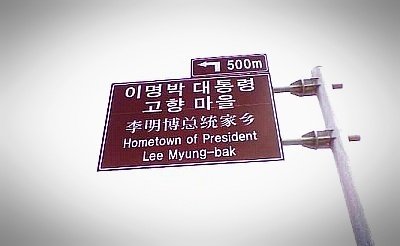 500m
이명박 대통령
고향 마을
李明博总统家乡
Hometown of President
Lee Myung-bak